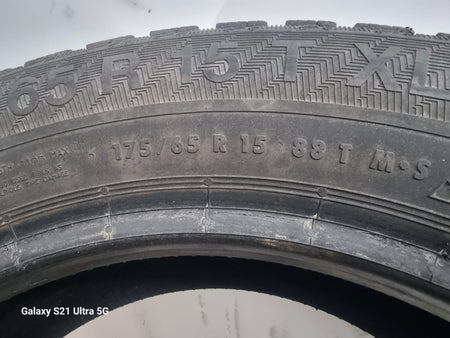 65 R 15 T XL
175/65 R 15 88 T M•S
Galaxy S21 Ultra 5G